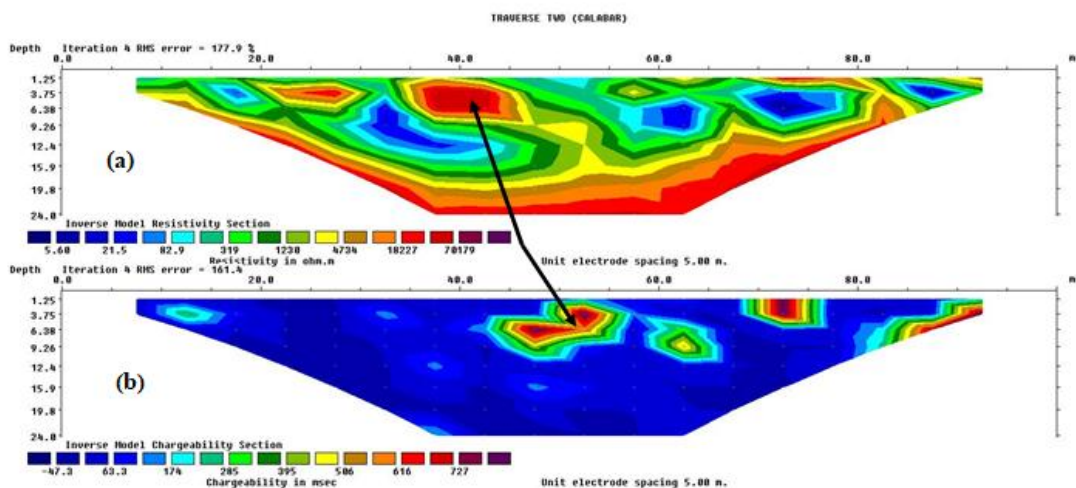 TRAVERSE TWO (CALABAR)
Depth Iteration 4 RMS error = 177.9 %
0.0 20.0 40.0 60.0 80.0 m
1.25
3.75
6.38
9.26
12.4
15.9
19.8
24.0
(a)
Inverse Model Resistivity Section
5.60 21.5 82.9 319 1230 4734 18227 70179
Resistivity in ohm.m Unit electrode spacing 5.00 m.
Depth Iteration 4 RMS error = 161.4
0.0 20.0 40.0 60.0 80.0 m
1.25
3.75
6.38
9.26
12.4
15.9
19.8
24.0
(b)
Inverse Model Chargeability Section
-47.3 63.3 174 285 395 506 616 727
Chargeability in msec Unit electrode spacing 5.00 m.